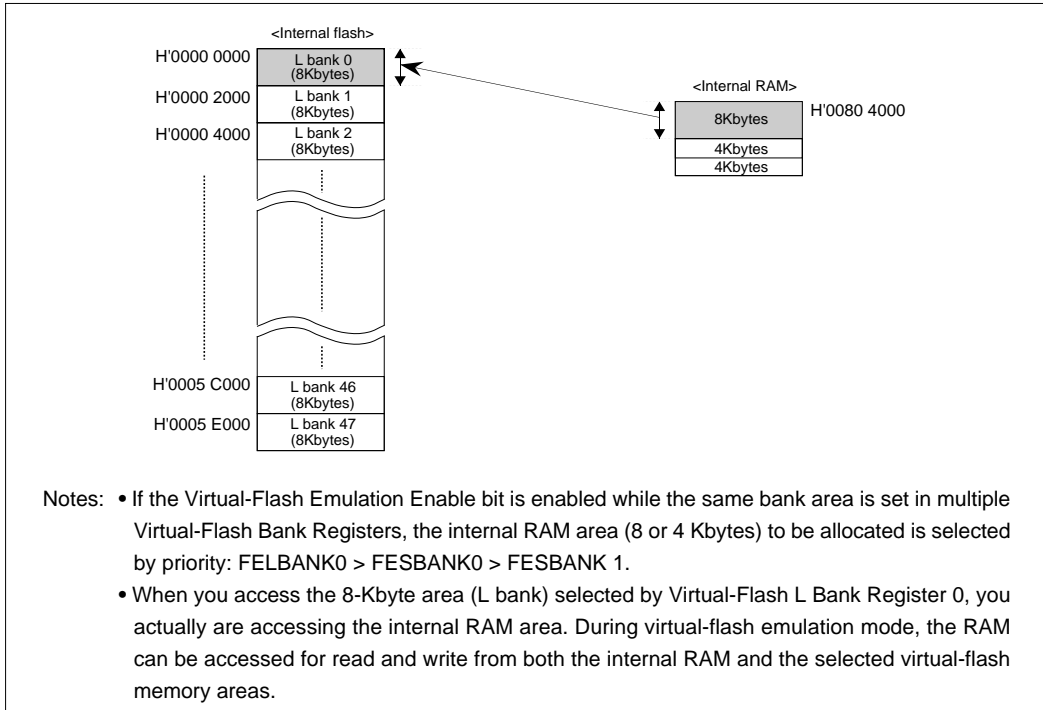 <Internal flash>
H'0000 0000
L bank 0
(8Kbytes)
H'0000 2000
L bank 1
(8Kbytes)
H'0000 4000
L bank 2
(8Kbytes)
<Internal RAM>
8Kbytes
H'0080 4000
4Kbytes
4Kbytes
H'0005 C000
L bank 46
(8Kbytes)
H'0005 E000
L bank 47
(8Kbytes)
Notes: • If the Virtual-Flash Emulation Enable bit is enabled while the same bank area is set in multiple
Virtual-Flash Bank Registers, the internal RAM area (8 or 4 Kbytes) to be allocated is selected
by priority: FELBANK0 > FESBANK0 > FESBANK 1.
• When you access the 8-Kbyte area (L bank) selected by Virtual-Flash L Bank Register 0, you
actually are accessing the internal RAM area. During virtual-flash emulation mode, the RAM
can be accessed for read and write from both the internal RAM and the selected virtual-flash
memory areas.